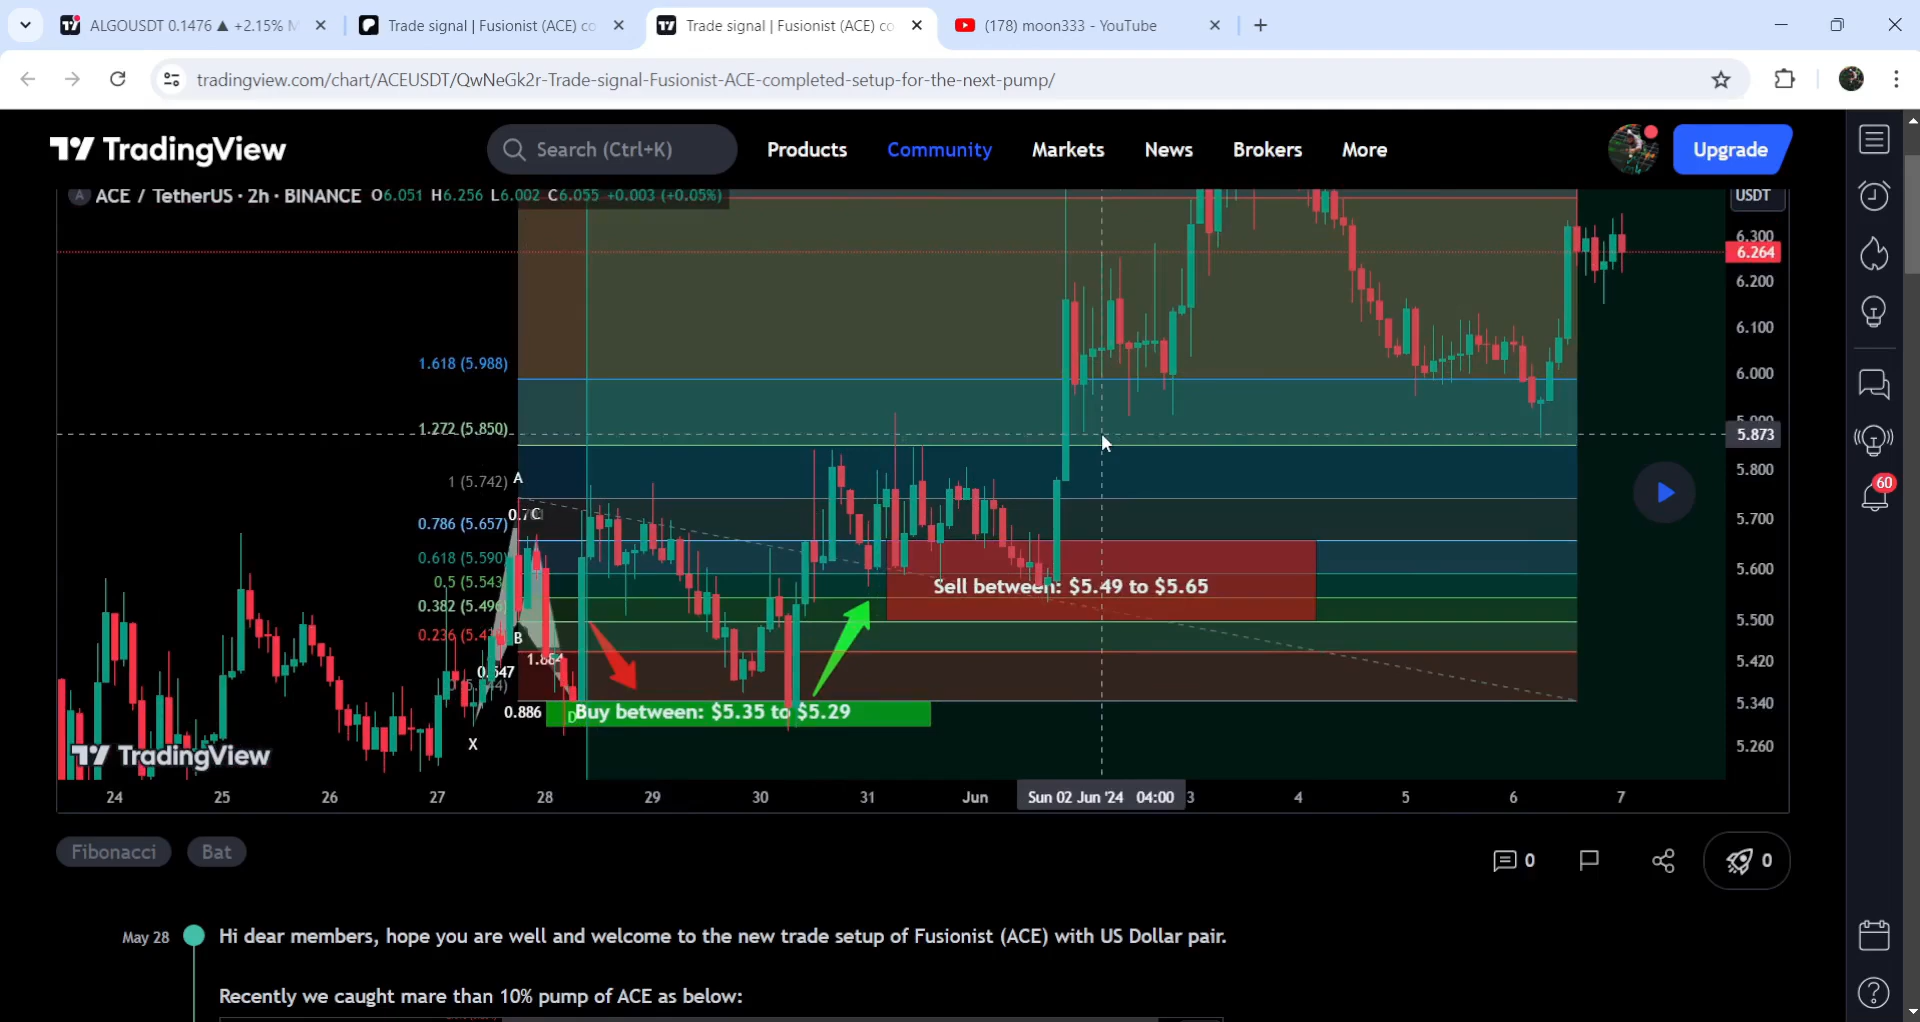 ALGOUSDT 0.1476 ▲ +2.15%
Trade signal | Fusionist (ACE) co
Trade signal | Fusionist (ACE) co
(178) moon333 - YouTube
tradingview.com/chart/ACEUSDT/QwNeGk2r-Trade-signal-Fusionist-ACE-completed-setup-for-the-next-pump/
TradingView
Search (Ctrl+K)
Products
Community
Markets
News
Brokers
More
Upgrade
A ACE / TetherUS · 2h · BINANCE O6.051 H6.256 L6.002 C6.055 +0.003 (+0.05%)
USDT
6.300
6.264
6.200
6.100
1.618 (5.988)
6.000
5.900
1.272 (5.850)
5.873
5.800
1 (5.742)
A
0.786 (5.657)
C
5.700
0.618 (5.590)
5.600
0.5 (5.543)
Sell between: $5.49 to $5.65
0.382 (5.496)
5.500
B
1.884
5.420
0.547
0.886
D
Buy between: $5.35 to $5.29
5.340
X
TradingView
5.260
24
25
26
27
28
29
30
31
Jun
Sun 02 Jun '24 04:00
3
4
5
6
7
60
Fibonacci
Bat
0
0
May 28
Hi dear members, hope you are well and welcome to the new trade setup of Fusionist (ACE) with US Dollar pair.
Recently we caught mare than 10% pump of ACE as below: